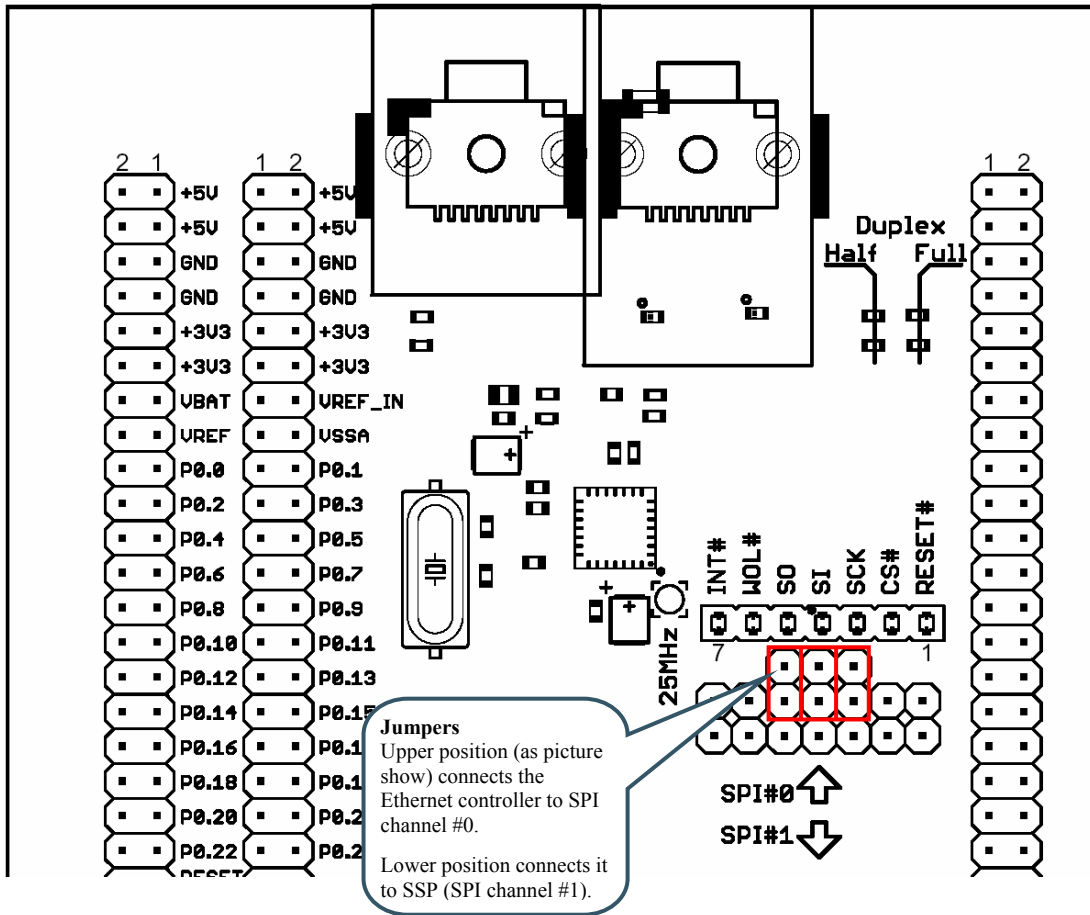 2 1 1 2 1 2
+5V +5V
+5V +5V
GND GND
GND GND
+3V3 +3V3
+3V3 +3V3
VBAT VREF_IN
VREF VSSA
P0.0 P0.1
P0.2 P0.3
P0.4 P0.5
P0.6 P0.7
P0.8 P0.9
P0.10 P0.11
P0.12 P0.13
P0.14 P0.15
P0.16
P0.18
P0.20
P0.22
Duplex
Half Full
INT#
WOL#
SO
SI
SCK
CS#
RESET#
7 1
25MHz
SPI#0
SPI#1
Jumpers
Upper position (as picture
show) connects the
Ethernet controller to SPI
channel #0.
Lower position connects it
to SSP (SPI channel #1).